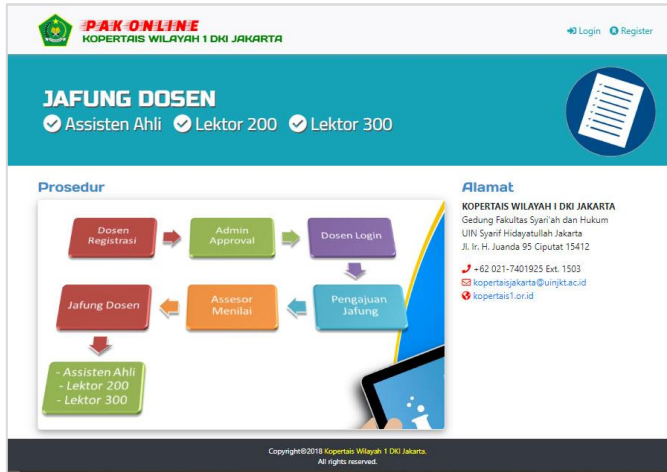 PAK ONLINE
KOPERTAIS WILAYAH 1 DKI JAKARTA
Login Register
JAFUNG DOSEN
Assisten Ahli Lektor 200 Lektor 300
Prosedur
Dosen
Registrasi
Admin
Approval
Dosen Login
Pengajuan
Jafung
Assesor
Menilai
Jafung Dosen
- Assisten Ahli
- Lektor 200
- Lektor 300
Alamat
KOPERTAIS WILAYAH I DKI JAKARTA
Gedung Fakultas Syari'ah dan Hukum
UIN Syarif Hidayatullah Jakarta
Jl. Ir. H. Juanda 95 Ciputat 15412
+62 021-7401925 Ext. 1503
kopertaisjakarta@uinjkt.ac.id
kopertais1.or.id
Copyright©2018 Kopertais Wilayah 1 DKI Jakarta.
All rights reserved.